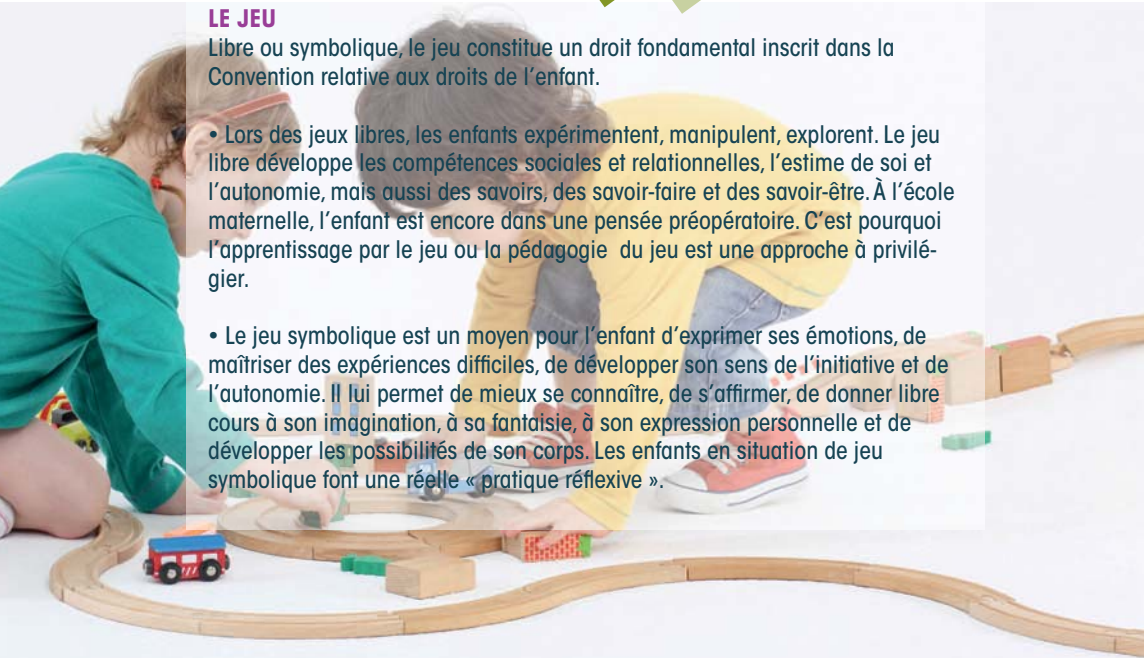 LE JEU
Libre ou symbolique, le jeu constitue un droit fondamental inscrit dans la
Convention relative aux droits de l'enfant.
• Lors des jeux libres, les enfants expérimentent, manipulent, explorent. Le jeu
libre développe les compétences sociales et relationnelles, l'estime de soi et
l'autonomie, mais aussi des savoirs, des savoir-faire et des savoir-être. À l'école
maternelle, l'enfant est encore dans une pensée préopératoire. C'est pourquoi
l'apprentissage par le jeu ou la pédagogie  du jeu est une approche à privilé-
gier.
• Le jeu symbolique est un moyen pour l'enfant d'exprimer ses émotions, de
maîtriser des expériences difficiles, de développer son sens de l'initiative et de
l'autonomie. Il lui permet de mieux se connaître, de s'affirmer, de donner libre
cours à son imagination, à sa fantaisie, à son expression personnelle et de
développer les possibilités de son corps. Les enfants en situation de jeu
symbolique font une réelle « pratique réflexive ».